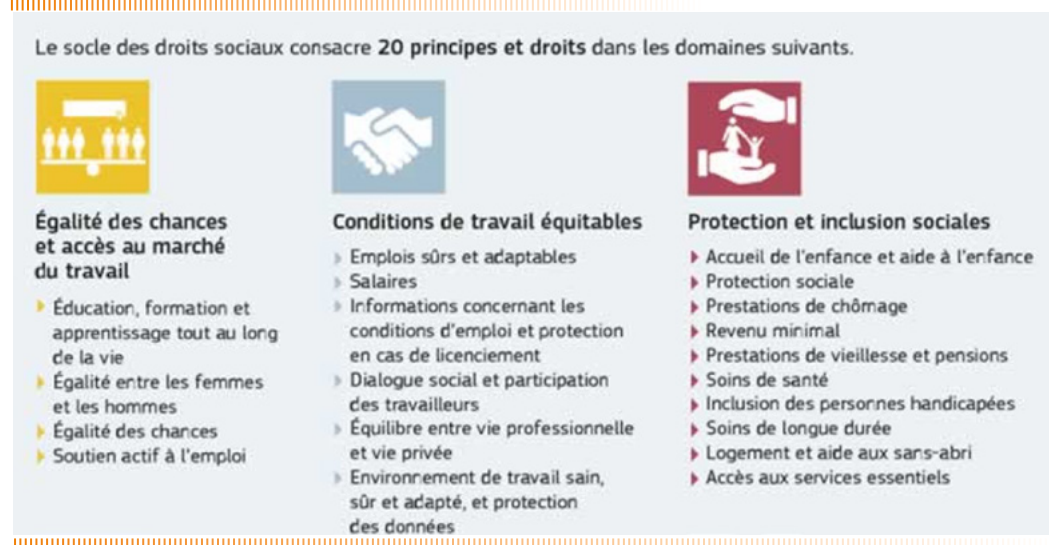 Le socle des droits sociaux consacre 20 principes et droits dans les domaines suivants.
Égalité des chances
et accès au marché
du travail
Éducation, formation et
apprentissage tout au long
de la vie
Égalité entre les femmes
et les hommes
Égalité des chances
Soutien actif à l'emploi
Conditions de travail équitables
Emplois sûrs et adaptables
Salaires
Informations concernant les
conditions d'emploi et protection
en cas de licenciement
Dialogue social et participation
des travailleurs
Équilibre entre vie professionnelle
et vie privée
Environnement de travail sain,
sûr et adapté, et protection
des données
Protection et inclusion sociales
Accueil de l'enfance et aide à l'enfance
Protection sociale
Prestations de chômage
Revenu minimal
Prestations de vieillesse et pensions
Soins de santé
Inclusion des personnes handicapées
Soins de longue durée
Logement et aide aux sans-abri
Accès aux services essentiels